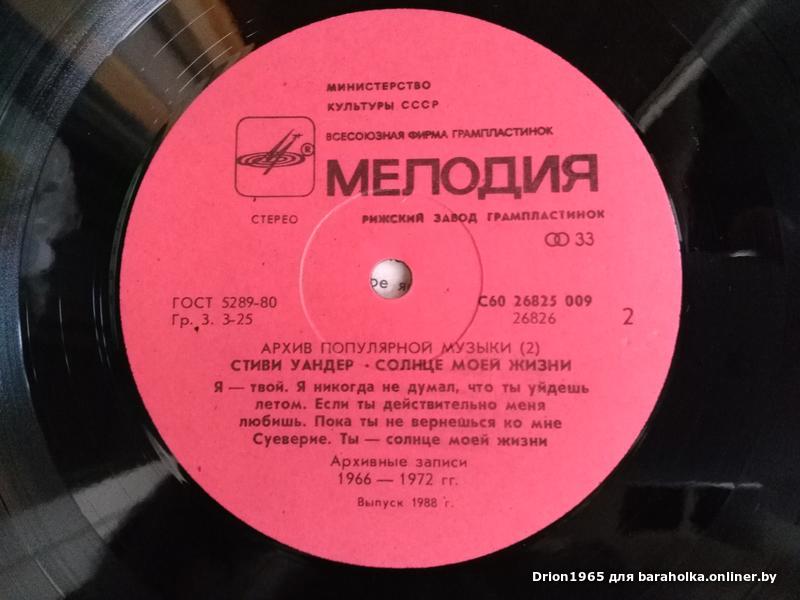 МИНИСТЕРСТВО
КУЛЬТУРЫ СССР
ВСЕСОЮЗНАЯ ФИРМА ГРАМПЛАСТИНОК
®
МЕЛОДИЯ
СТЕРЕО
РИЖСКИЙ ЗАВОД ГРАМПЛАСТИНОК
33
ГОСТ 5289-80
С60 26825 009
Гр. 3. 3-25
26826
2
АРХИВ ПОПУЛЯРНОЙ МУЗЫКИ (2)
СТИВИ УАНДЕР · СОЛНЦЕ МОЕЙ ЖИЗНИ
Я — твой. Я никогда не думал, что ты уйдешь
летом. Если ты действительно меня
любишь. Пока ты не вернешься ко мне
Суеверие. Ты — солнце моей жизни
Архивные записи
1966 — 1972 гг.
Выпуск 1988 г.
Drion1965 для baraholka.onliner.by